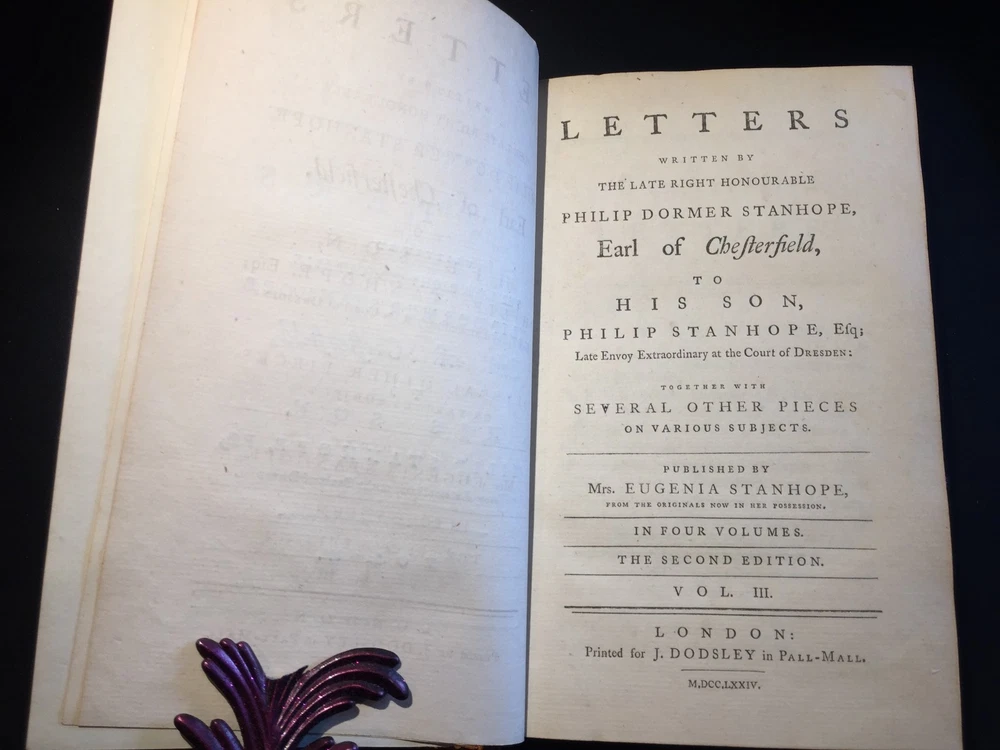 LETTERS
WRITTEN BY
THE LATE RIGHT HONOURABLE
PHILIP DORMER STANHOPE,
Earl of Cheſterfield,
TO
HIS SON,
PHILIP STANHOPE, Eſq;
Late Envoy Extraordinary at the Court of DRESDEN:
TOGETHER WITH
SEVERAL OTHER PIECES
ON VARIOUS SUBJECTS.
PUBLISHED BY
Mrs. EUGENIA STANHOPE,
FROM THE ORIGINALS NOW IN HER POSSESSION.
IN FOUR VOLUMES.
THE SECOND EDITION.
VOL. III.
LONDON:
Printed for J. DODSLEY in PALL-MALL.
M.DCC.LXXIV.